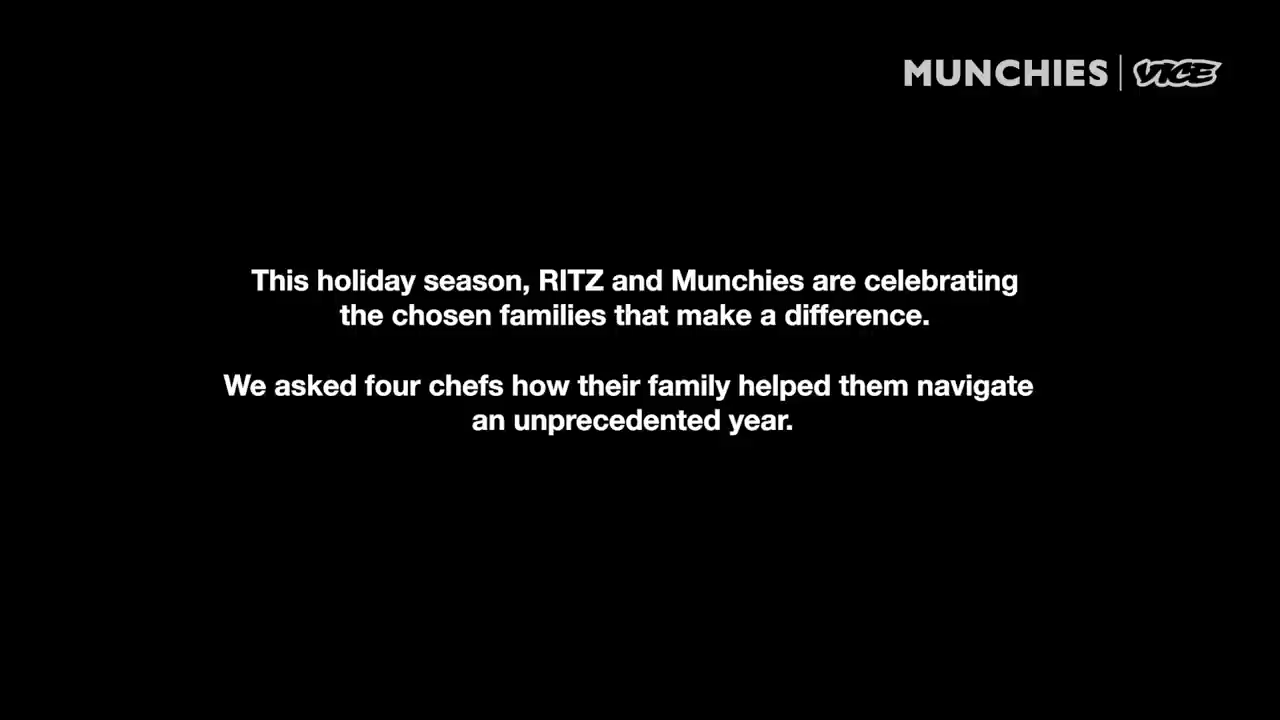 MUNCHIES | VICE
This holiday season, RITZ and Munchies are celebrating
the chosen families that make a difference.
We asked four chefs how their family helped them navigate
an unprecedented year.